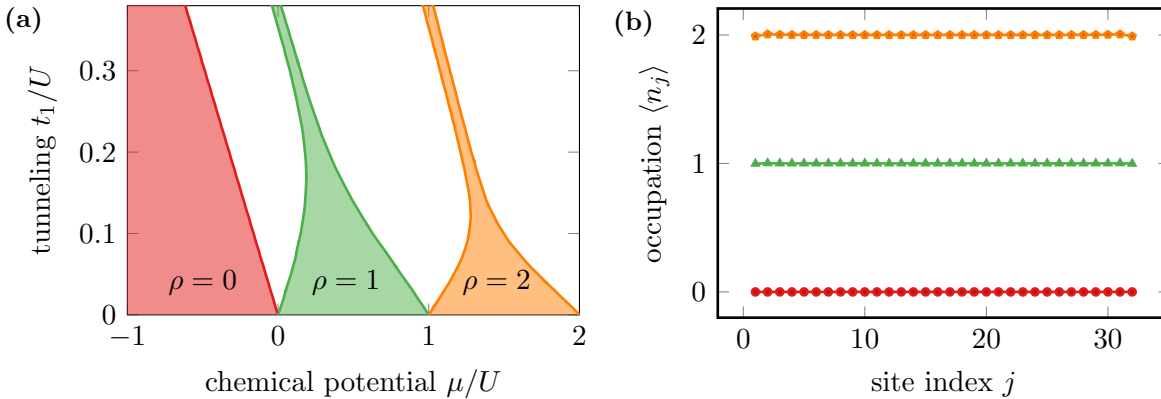 (a)
tunneling t₁/U
0.3
0.2
0.1
0
ρ = 0
ρ = 1
ρ = 2
−1 0 1 2
chemical potential μ/U
(b)
occupation ⟨nⱼ⟩
2
1
0
0 10 20 30
site index j